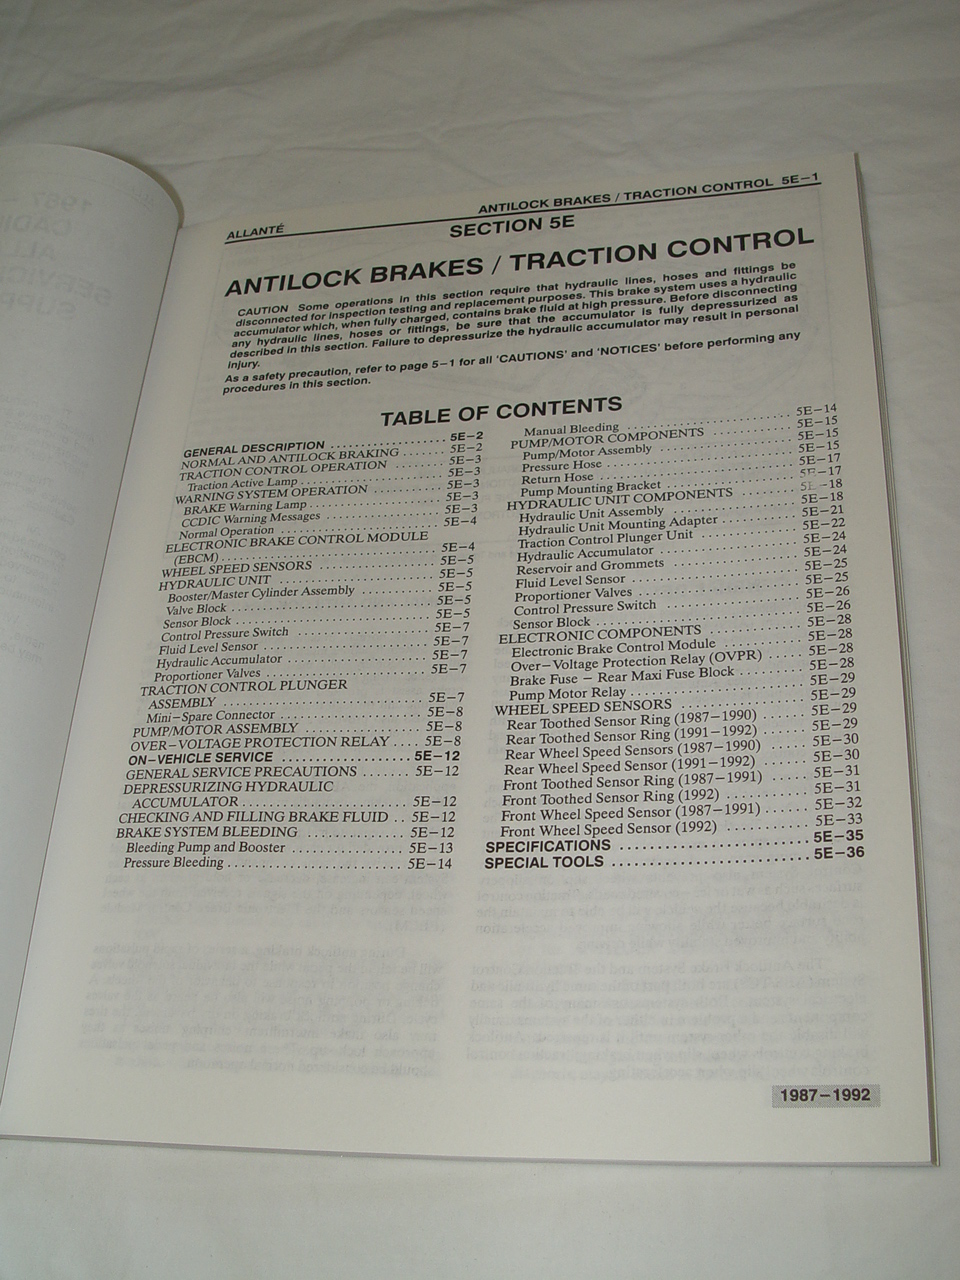 ALLANTÉ
ANTILOCK BRAKES / TRACTION CONTROL 5E-1
SECTION 5E
ANTILOCK BRAKES / TRACTION CONTROL
CAUTION Some operations in this section require that hydraulic lines, hoses and fittings be
disconnected for inspection testing and replacement purposes. This brake system uses a hydraulic
accumulator which, when fully charged, contains brake fluid at high pressure. Before disconnecting
any hydraulic lines, hoses or fittings, be sure that the accumulator is fully depressurized as
described in this section. Failure to depressurize the hydraulic accumulator may result in personal
injury.
As a safety precaution, refer to page 5-1 for all 'CAUTIONS' and 'NOTICES' before performing any
procedures in this section.
TABLE OF CONTENTS
GENERAL DESCRIPTION .................. 5E-2
NORMAL AND ANTILOCK BRAKING ....... 5E-2
TRACTION CONTROL OPERATION ........ 5E-3
Traction Active Lamp ..................... 5E-3
WARNING SYSTEM OPERATION ........... 5E-3
BRAKE Warning Lamp .................... 5E-3
CCDIC Warning Messages .................. 5E-3
Normal Operation ......................... 5E-4
ELECTRONIC BRAKE CONTROL MODULE
(EBCM) ................................. 5E-4
WHEEL SPEED SENSORS .................. 5E-5
HYDRAULIC UNIT ........................ 5E-5
Booster/Master Cylinder Assembly ........... 5E-5
Valve Block .............................. 5E-5
Sensor Block ............................. 5E-5
Control Pressure Switch .................... 5E-7
Fluid Level Sensor ........................ 5E-7
Hydraulic Accumulator ..................... 5E-7
Proportioner Valves ....................... 5E-7
TRACTION CONTROL PLUNGER
ASSEMBLY ............................. 5E-7
Mini-Spare Connector ..................... 5E-8
PUMP/MOTOR ASSEMBLY ................. 5E-8
OVER-VOLTAGE PROTECTION RELAY .... 5E-8
ON-VEHICLE SERVICE .................... 5E-12
GENERAL SERVICE PRECAUTIONS ....... 5E-12
DEPRESSURIZING HYDRAULIC
ACCUMULATOR ......................... 5E-12
CHECKING AND FILLING BRAKE FLUID .. 5E-12
BRAKE SYSTEM BLEEDING .............. 5E-12
Bleeding Pump and Booster ................ 5E-13
Pressure Bleeding ......................... 5E-14
Manual Bleeding ......................... 5E-14
PUMP/MOTOR COMPONENTS ............. 5E-15
Pump/Motor Assembly .................... 5E-15
Pressure Hose ........................... 5E-15
Return Hose ............................. 5E-17
Pump Mounting Bracket ................... 5E-17
HYDRAULIC UNIT COMPONENTS ........ 5E-18
Hydraulic Unit Assembly .................. 5E-18
Hydraulic Unit Mounting Adapter .......... 5E-21
Traction Control Plunger Unit .............. 5E-22
Hydraulic Accumulator .................... 5E-24
Reservoir and Grommets .................. 5E-24
Fluid Level Sensor ....................... 5E-25
Proportioner Valves ...................... 5E-25
Control Pressure Switch ................... 5E-26
Sensor Block ............................ 5E-26
ELECTRONIC COMPONENTS ............. 5E-28
Electronic Brake Control Module ............ 5E-28
Over-Voltage Protection Relay (OVPR) ..... 5E-28
Brake Fuse - Rear Maxi Fuse Block ........ 5E-28
Pump Motor Relay ....................... 5E-29
WHEEL SPEED SENSORS ................. 5E-29
Rear Toothed Sensor Ring (1987-1990) ...... 5E-29
Rear Toothed Sensor Ring (1991-1992) ...... 5E-29
Rear Wheel Speed Sensors (1987-1990) ...... 5E-30
Rear Wheel Speed Sensor (1991-1992) ...... 5E-30
Front Toothed Sensor Ring (1987-1991) ..... 5E-31
Front Toothed Sensor Ring (1992) .......... 5E-31
Front Wheel Speed Sensor (1987-1991) ...... 5E-32
Front Wheel Speed Sensor (1992) ........... 5E-33
SPECIFICATIONS ......................... 5E-35
SPECIAL TOOLS .......................... 5E-36
1987-1992